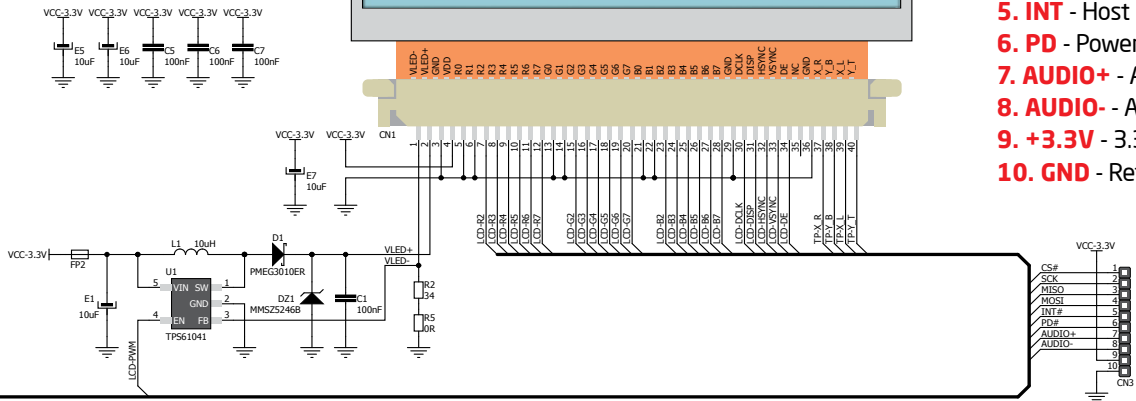 VCC-3.3V VCC-3.3V VCC-3.3V VCC-3.3V VCC-3.3V
E5 10uF
E6 10uF
C5 100nF
C6 100nF
C7 100nF
5. INT - Host
6. PD - Power
7. AUDIO+ - A
8. AUDIO- - A
9. +3.3V - 3.3
10. GND - Ret
VLED- VLED+ GND VDD R0 R1 R2 R3 R4 R5 R6 R7 G0 G1 G2 G3 G4 G5 G6 G7 B0 B1 B2 B3 B4 B5 B6 B7 GND DCLK DISP HSYNC VSYNC DE NC GND X_R Y_B X_L Y_T
CN1
1 2 3 4 5 6 7 8 9 10 11 12 13 14 15 16 17 18 19 20 21 22 23 24 25 26 27 28 29 30 31 32 33 34 35 36 37 38 39 40
VCC-3.3V VCC-3.3V
E7
10uF
LCD-R2 LCD-R3 LCD-R4 LCD-R5 LCD-R6 LCD-R7 LCD-G2 LCD-G3 LCD-G4 LCD-G5 LCD-G6 LCD-G7 LCD-B2 LCD-B3 LCD-B4 LCD-B5 LCD-B6 LCD-B7 LCD-DCLK LCD-DISP LCD-HSYNC LCD-VSYNC LCD-DE TP-X_R TP-Y_B TP-X_L TP-Y_T
VCC-3.3V
FP2
L1 10uH
D1
PMEG3010ER
VLED+
VLED-
E1
10uF
U1
5 VIN SW 1
GND 2
4 EN FB 3
TPS61041
LCD-PWM
DZ1
MMSZ5246B
C1
100nF
R2
34
R5
0R
VCC-3.3V
CS# 1
SCK 2
MISO 3
MOSI 4
INT# 5
PD# 6
AUDIO+ 7
AUDIO- 8
9
10
CN3